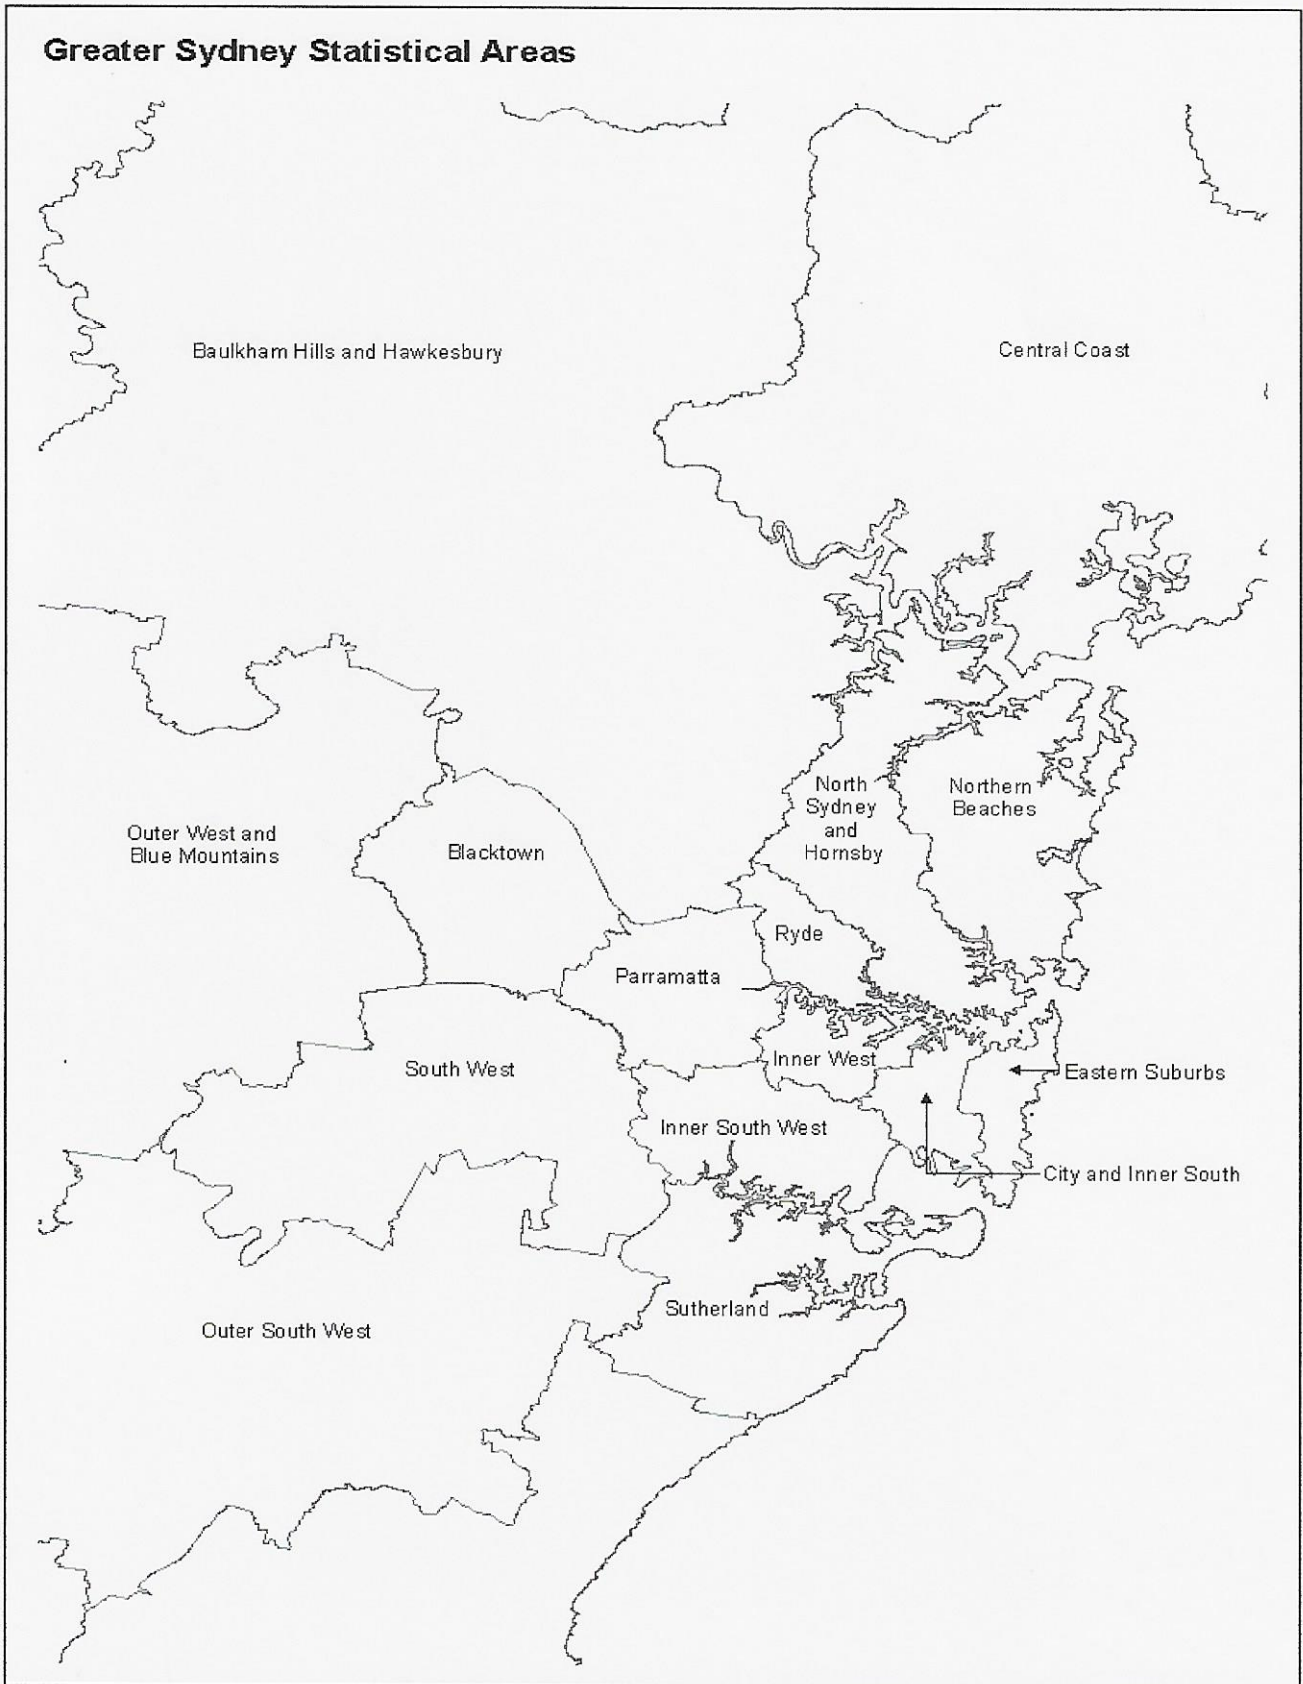 Greater Sydney Statistical Areas
Baulkham Hills and Hawkesbury
Central Coast
North
Sydney
and
Hornsby
Northern
Beaches
Outer West and
Blue Mountains
Blacktown
Ryde
Parramatta
Inner West
South West
Eastern Suburbs
Inner South West
City and Inner South
Sutherland
Outer South West